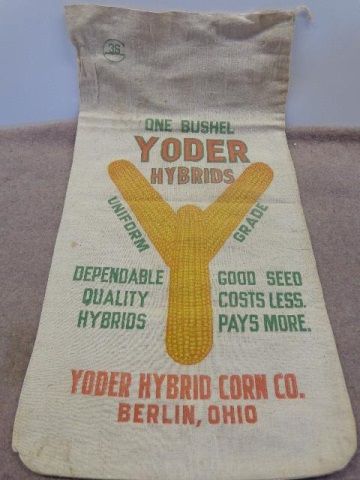 36
ONE BUSHEL
YODER
HYBRIDS
UNIFORM
GRADE
DEPENDABLE
QUALITY
HYBRIDS
GOOD SEED
COSTS LESS.
PAYS MORE.
YODER HYBRID CORN CO.
BERLIN, OHIO